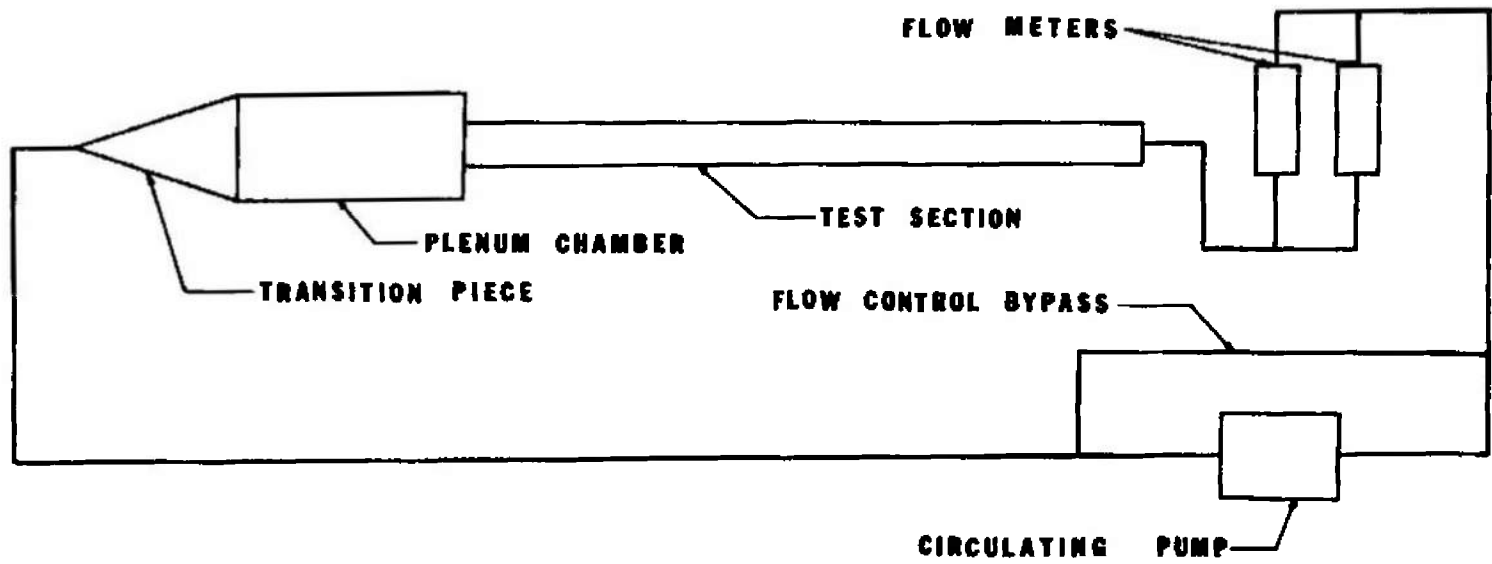 FLOW METERS
TEST SECTION
PLENUM CHAMBER
TRANSITION PIECE
FLOW CONTROL BYPASS
CIRCULATING PUMP